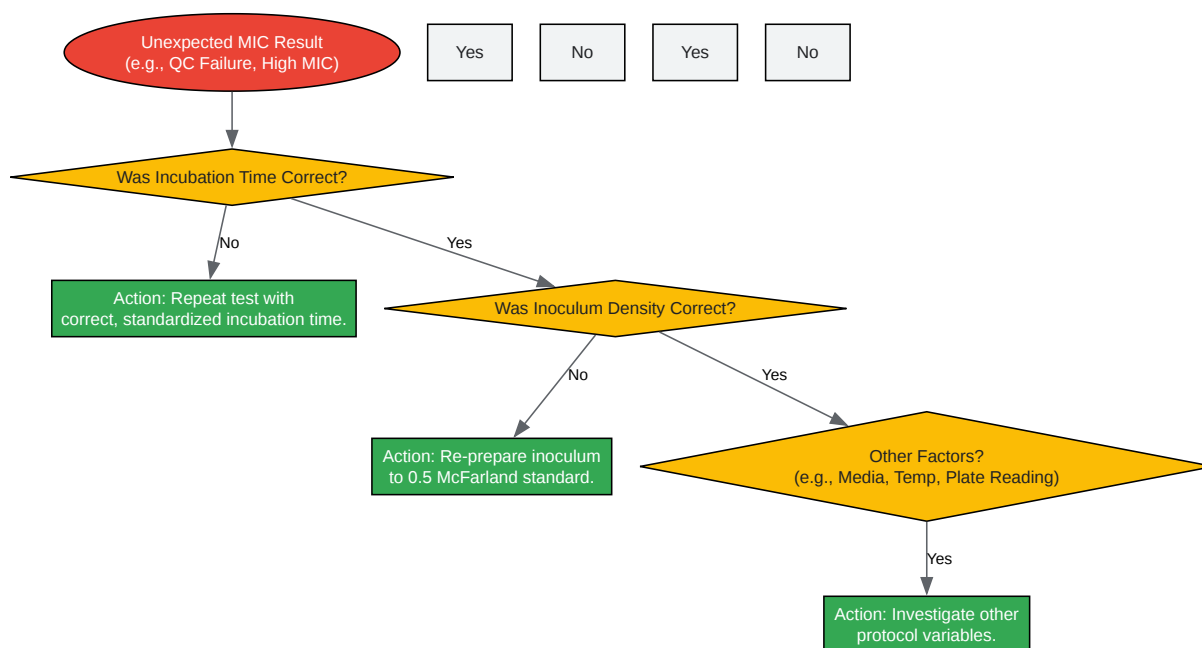 Unexpected MIC Result
(e.g., QC Failure, High MIC)
Yes
No
Yes
No
Was Incubation Time Correct?
No
Yes
Action: Repeat test with
correct, standardized incubation time.
Was Inoculum Density Correct?
No
Yes
Action: Re-prepare inoculum
to 0.5 McFarland standard.
Other Factors?
(e.g., Media, Temp, Plate Reading)
Yes
Action: Investigate other
protocol variables.